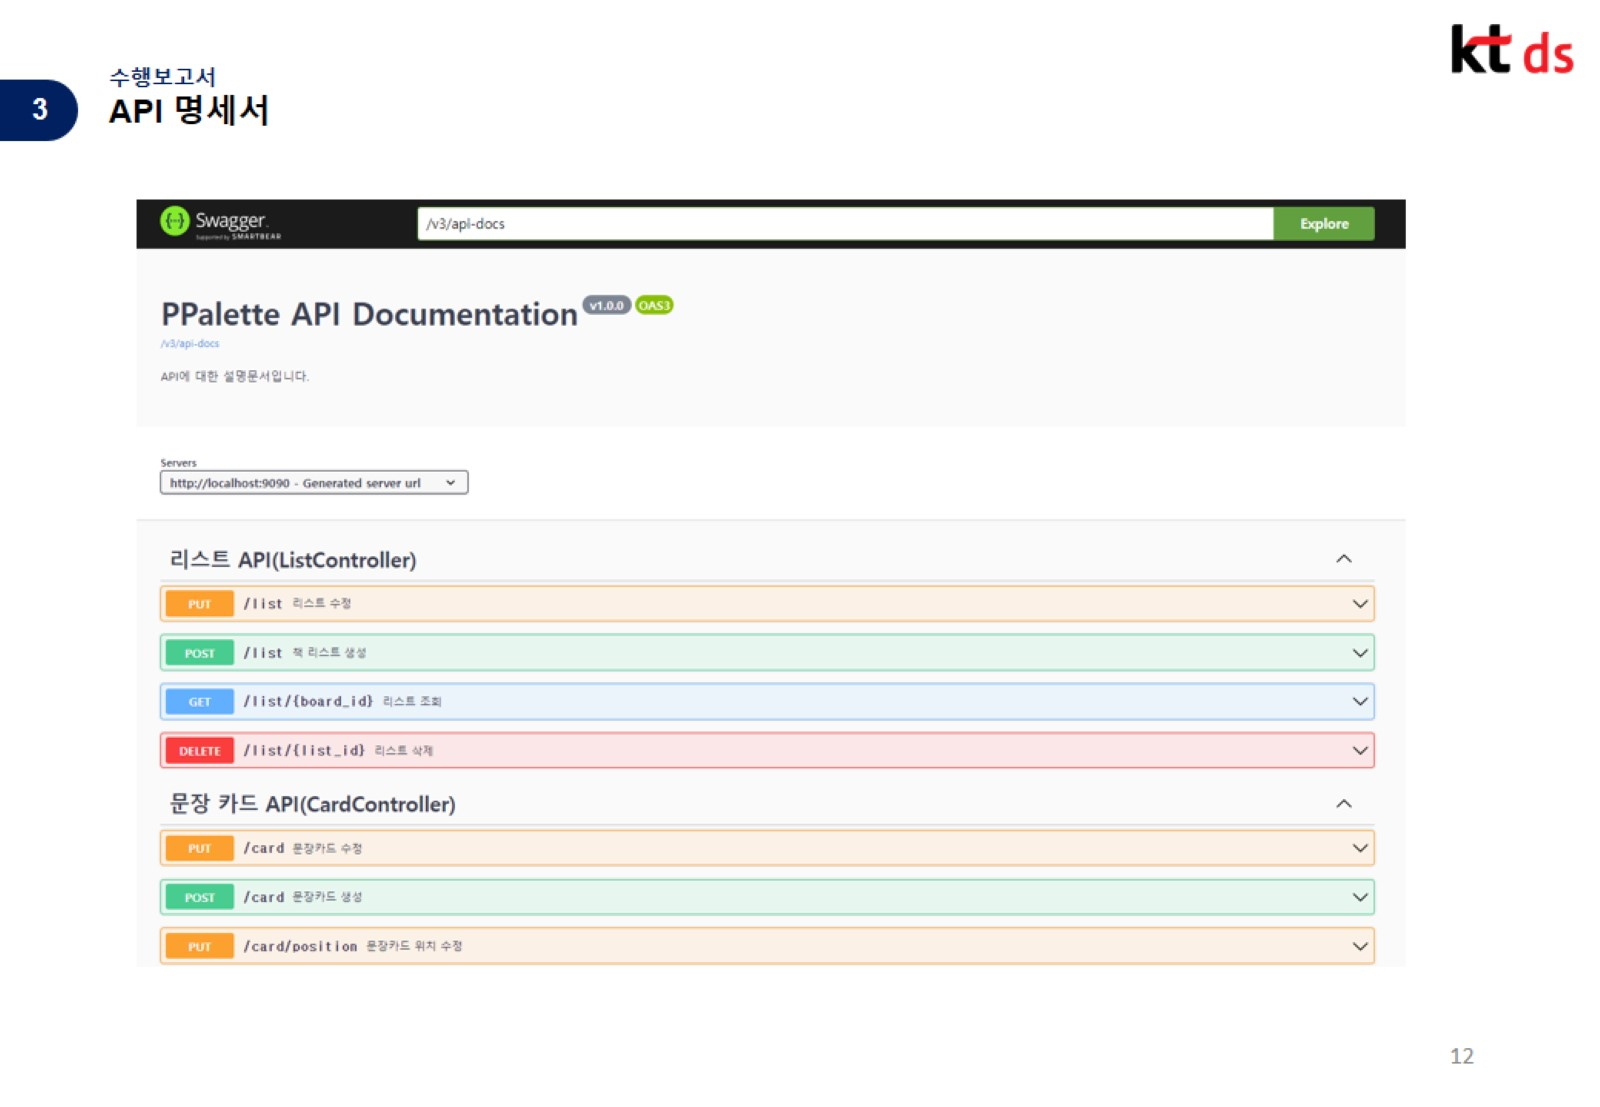 kt ds
수행보고서
3
API 명세서
Swagger.
Supported by SMARTBEAR
/v3/api-docs
Explore
PPalette API Documentation v1.0.0 OAS3
/v3/api-docs
API에 대한 설명문서입니다.
Servers
http://localhost:9090 - Generated server url
리스트 API(ListController)
PUT /list 리스트 수정
POST /list 책 리스트 생성
GET /list/{board_id} 리스트 조회
DELETE /list/{list_id} 리스트 삭제
문장 카드 API(CardController)
PUT /card 문장카드 수정
POST /card 문장카드 생성
PUT /card/position 문장카드 위치 수정
12